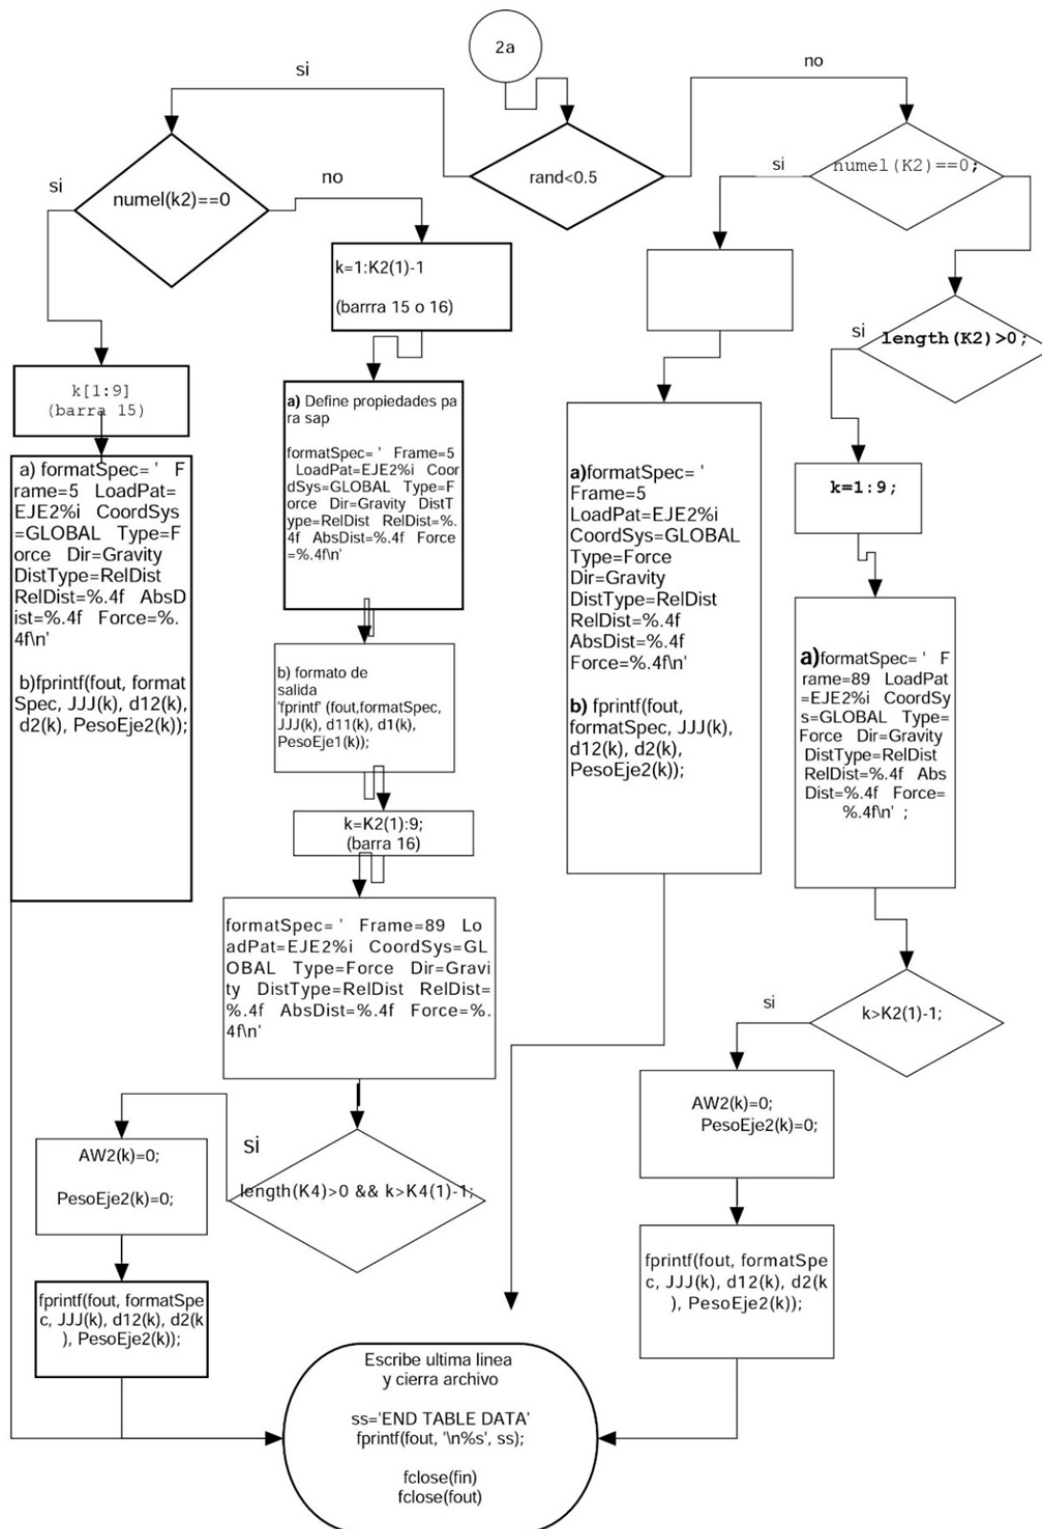 2a
si
no
rand<0.5
si
numel(k2)==0
no
si
numel(K2)==0;
k=1:K2(1)-1
(barrra 15 o 16)
si
length(K2)>0;
k[1:9]
(barra 15)
a) Define propiedades pa
ra sap
formatSpec= ' Frame=5
LoadPat=EJE2%i Coor
dSys=GLOBAL Type=F
orce Dir=Gravity DistT
ype=RelDist RelDist=%.
4f AbsDist=%.4f Force
=%.4f\n'
a) formatSpec= ' F
rame=5 LoadPat=
EJE2%i CoordSys
=GLOBAL Type=F
orce Dir=Gravity
DistType=RelDist
RelDist=%.4f AbsD
ist=%.4f Force=%.
4f\n'
b)fprintf(fout, format
Spec, JJJ(k), d12(k),
d2(k), PesoEje2(k));
a)formatSpec= '
Frame=5
LoadPat=EJE2%i
CoordSys=GLOBAL
Type=Force
Dir=Gravity
DistType=RelDist
RelDist=%.4f
AbsDist=%.4f
Force=%.4f\n'
b) fprintf(fout,
formatSpec, JJJ(k),
d12(k), d2(k),
PesoEje2(k));
k=1:9;
b) formato de
salida
'fprintf' (fout,formatSpec,
JJJ(k), d11(k), d1(k),
PesoEje1(k));
a)formatSpec= ' F
rame=89 LoadPat
=EJE2%i CoordSy
s=GLOBAL Type=
Force Dir=Gravity
DistType=RelDist
RelDist=%.4f Abs
Dist=%.4f Force=
%.4f\n' ;
k=K2(1):9;
(barra 16)
formatSpec= ' Frame=89 Lo
adPat=EJE2%i CoordSys=GL
OBAL Type=Force Dir=Gravi
ty DistType=RelDist RelDist=
%.4f AbsDist=%.4f Force=%.
4f\n'
si
k>K2(1)-1;
AW2(k)=0;
PesoEje2(k)=0;
si
length(K4)>0 && k>K4(1)-1;
AW2(k)=0;
PesoEje2(k)=0;
fprintf(fout, formatSpe
c, JJJ(k), d12(k), d2(k
), PesoEje2(k));
fprintf(fout, formatSpe
c, JJJ(k), d12(k), d2(k
), PesoEje2(k));
Escribe ultima linea
y cierra archivo
ss='END TABLE DATA'
fprintf(fout, '\n%s', ss);
fclose(fin)
fclose(fout)